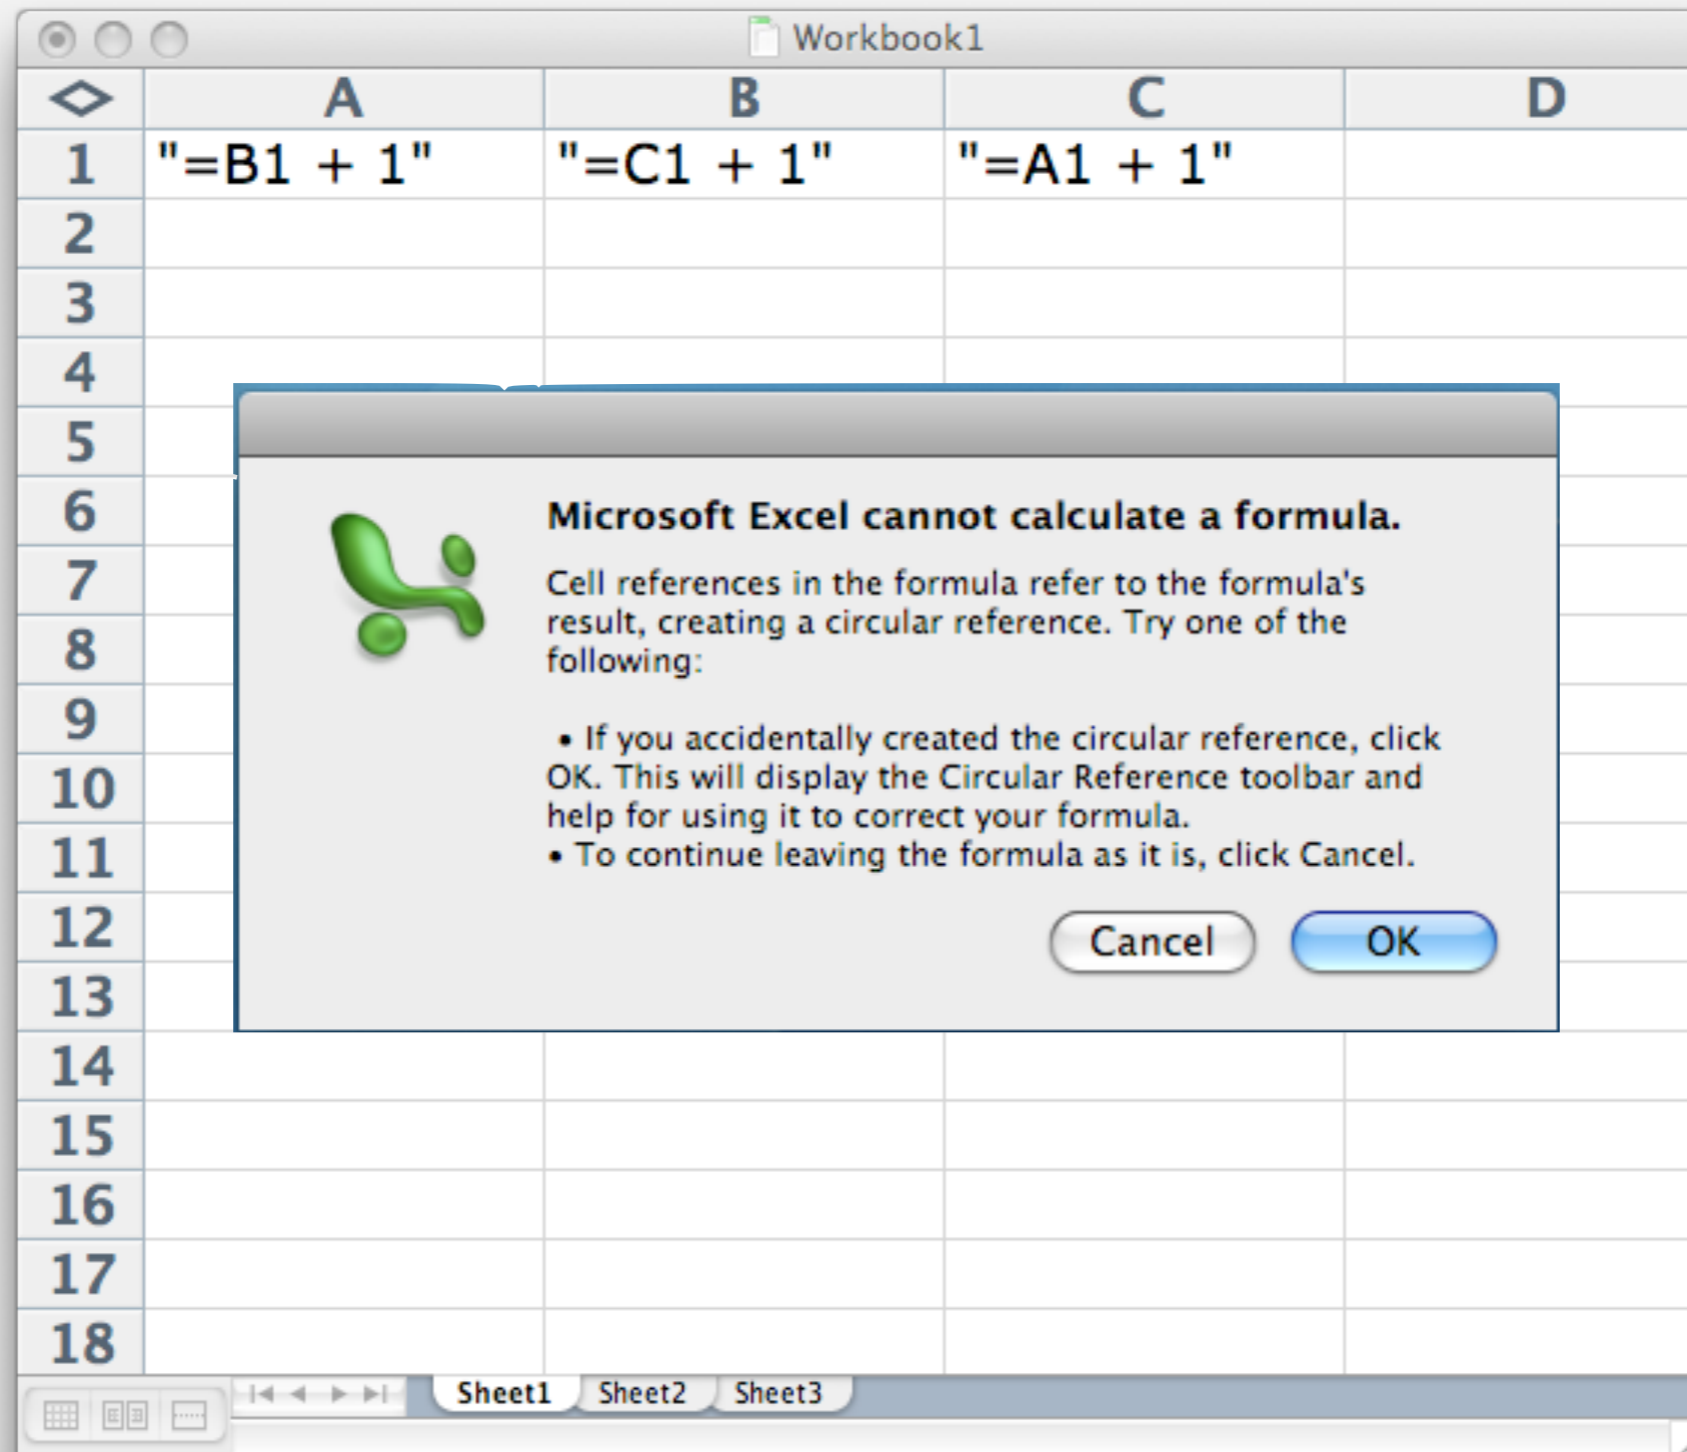 Workbook1
A B C D
1 "=B1 + 1" "=C1 + 1" "=A1 + 1"
2
3
4
5
6
7
8
9
10
11
12
13
14
15
16
17
18
Microsoft Excel cannot calculate a formula.
Cell references in the formula refer to the formula's
result, creating a circular reference. Try one of the
following:
• If you accidentally created the circular reference, click
OK. This will display the Circular Reference toolbar and
help for using it to correct your formula.
• To continue leaving the formula as it is, click Cancel.
Cancel OK
Sheet1 Sheet2 Sheet3